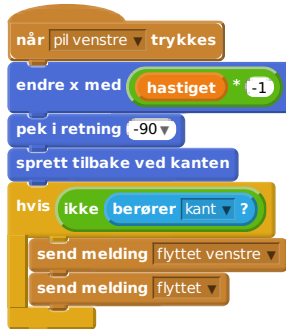 når pil venstre trykkes
endre x med hastiget * -1
pek i retning -90
sprett tilbake ved kanten
hvis ikke berører kant ?
send melding flyttet venstre
send melding flyttet